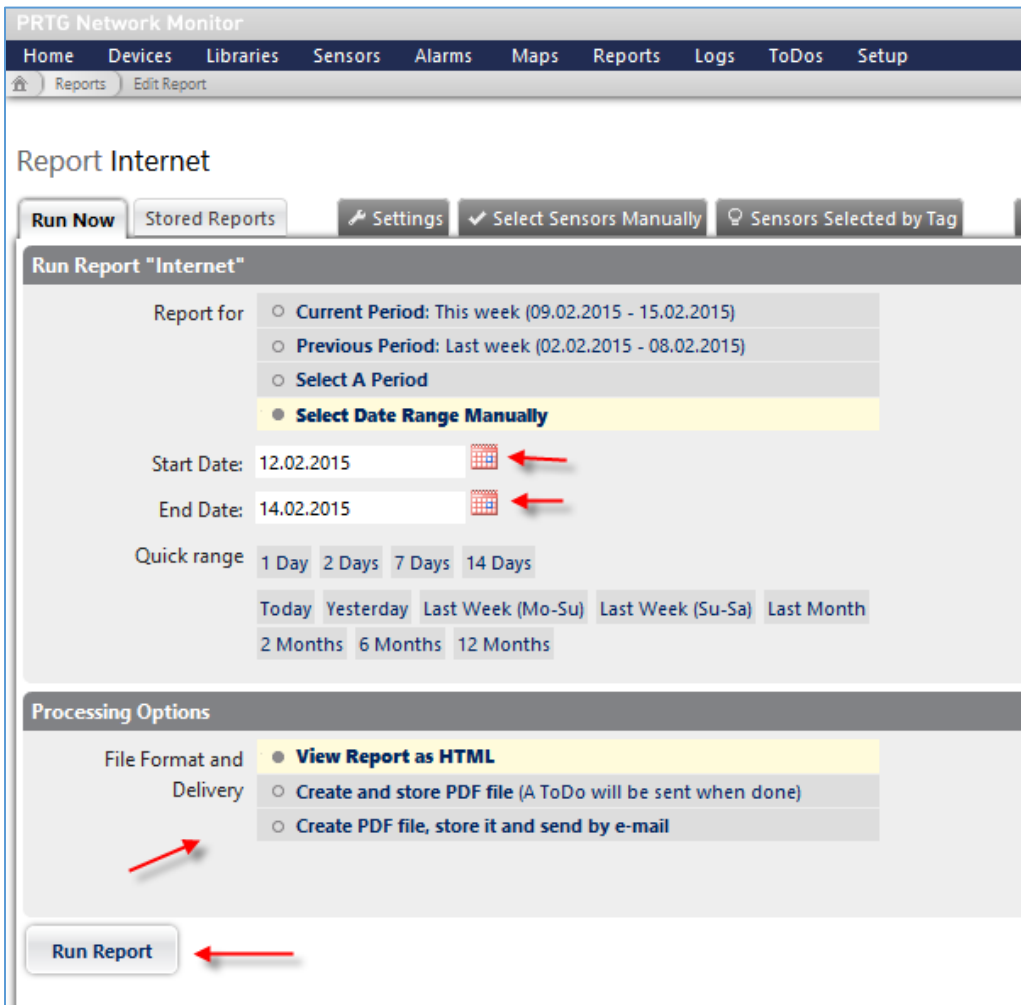 PRTG Network Monitor
Home Devices Libraries Sensors Alarms Maps Reports Logs ToDos Setup
Reports Edit Report
Report Internet
Run Now Stored Reports Settings Select Sensors Manually Sensors Selected by Tag
Run Report "Internet"
Report for Current Period: This week (09.02.2015 - 15.02.2015)
Previous Period: Last week (02.02.2015 - 08.02.2015)
Select A Period
Select Date Range Manually
Start Date: 12.02.2015
End Date: 14.02.2015
Quick range 1 Day 2 Days 7 Days 14 Days
Today Yesterday Last Week (Mo-Su) Last Week (Su-Sa) Last Month
2 Months 6 Months 12 Months
Processing Options
File Format and View Report as HTML
Delivery Create and store PDF file (A ToDo will be sent when done)
Create PDF file, store it and send by e-mail
Run Report